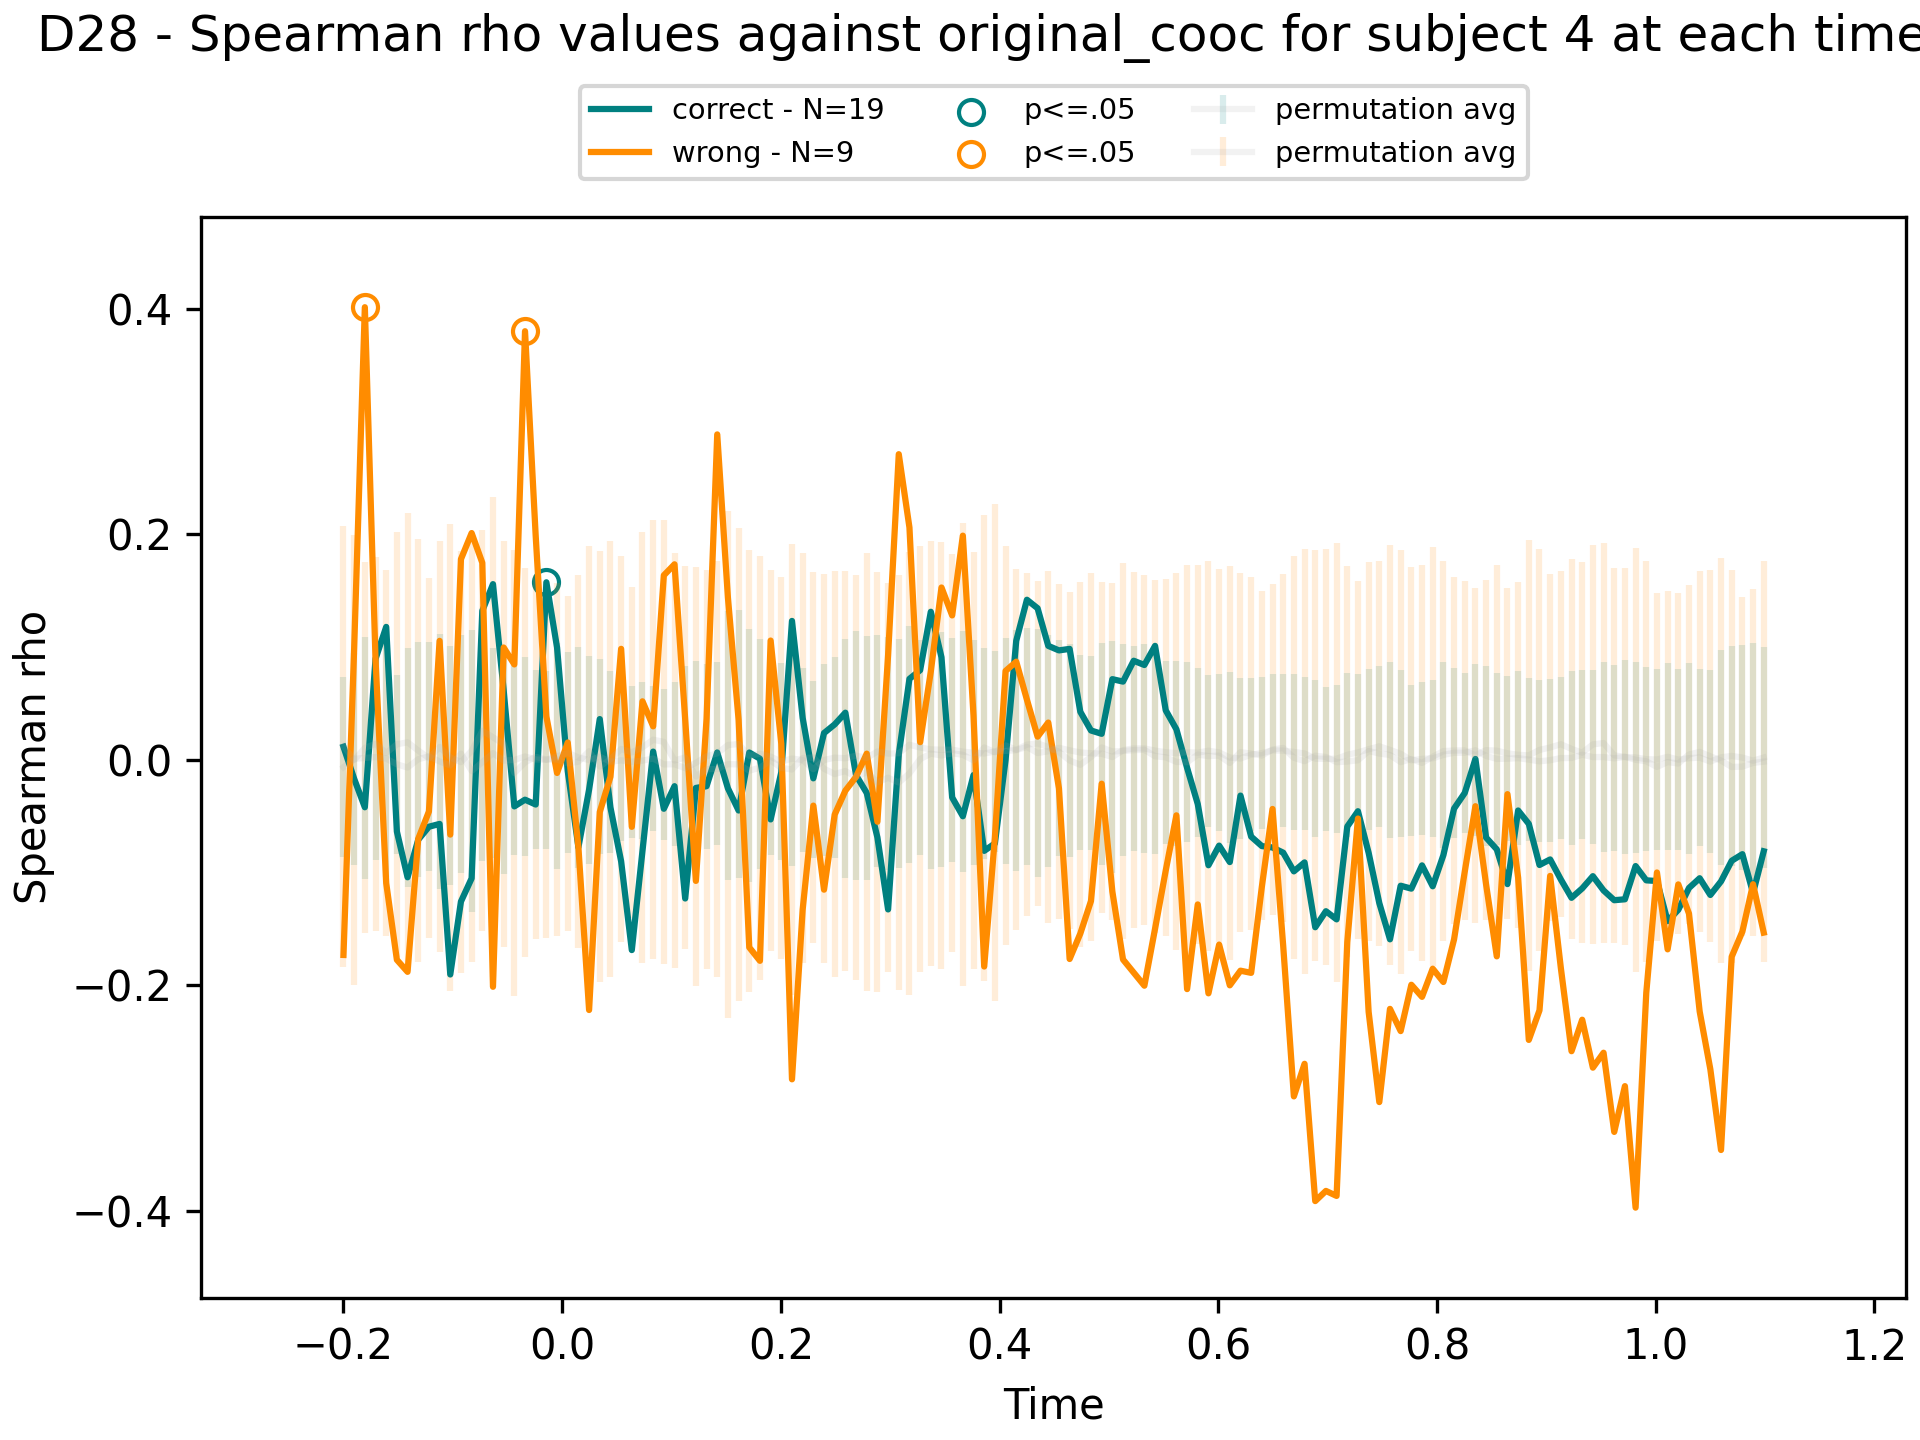 D28 - Spearman rho values against original_cooc for subject 4 at each time
correct - N=19
wrong - N=9
p<=.05
p<=.05
permutation avg
permutation avg
Spearman rho
0.4
0.2
0.0
−0.2
−0.4
−0.2 0.0 0.2 0.4 0.6 0.8 1.0 1.2
Time